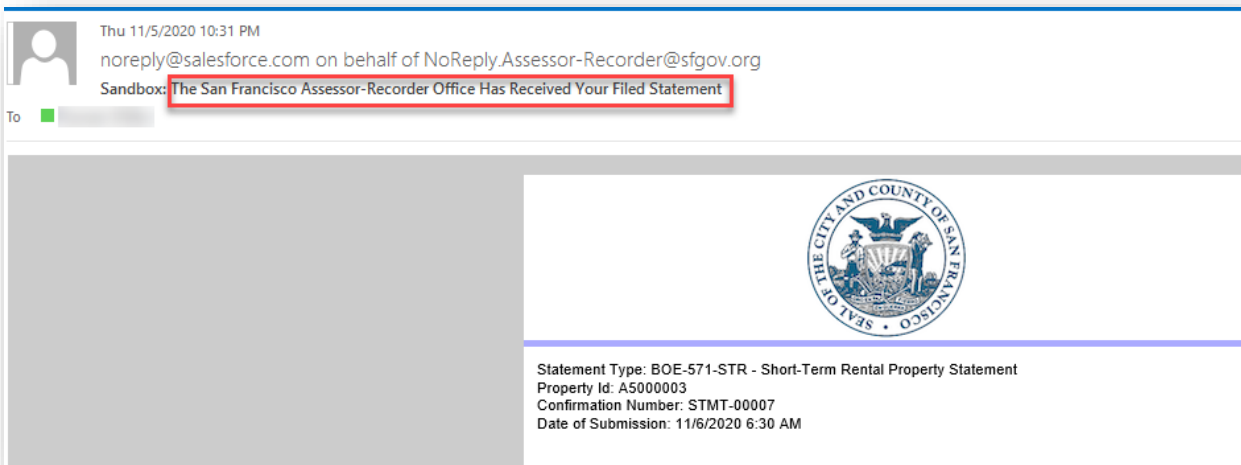 Thu 11/5/2020 10:31 PM
noreply@salesforce.com on behalf of NoReply.Assessor-Recorder@sfgov.org
Sandbox: The San Francisco Assessor-Recorder Office Has Received Your Filed Statement
To
SEAL OF THE CITY AND COUNTY OF SAN FRANCISCO
Statement Type: BOE-571-STR - Short-Term Rental Property Statement
Property Id: A5000003
Confirmation Number: STMT-00007
Date of Submission: 11/6/2020 6:30 AM